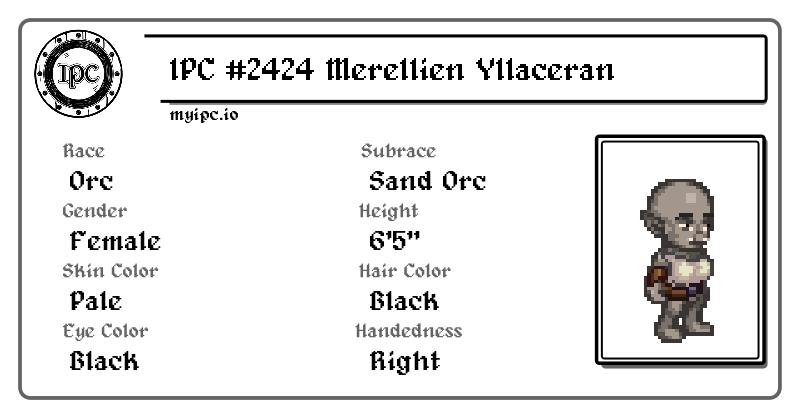 IPC
IPC #2424 Merellien Yllaceran
myipc.io
Race
Orc
Subrace
Sand Orc
Gender
Female
Height
6'5"
Skin Color
Pale
Hair Color
Black
Eye Color
Black
Handedness
Right